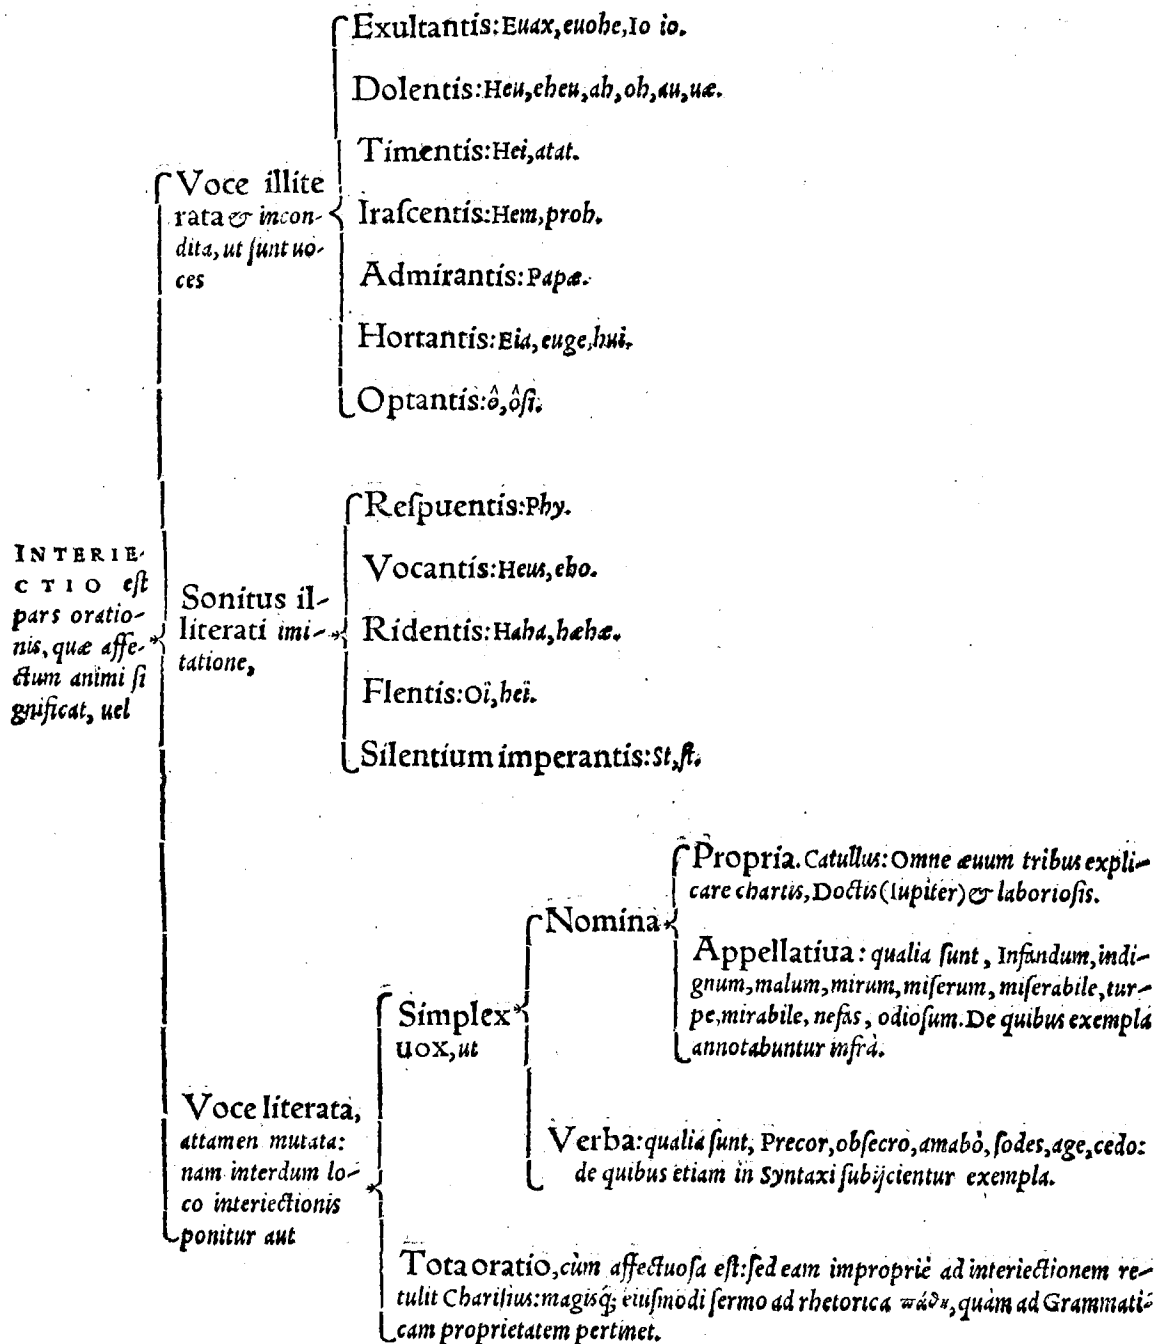 INTERIE-
CTIO eſt
pars oratio-
nis, quæ affe-
ctum animi ſi
gnificat, uel
Voce illite
rata & incon-
dita, ut ſunt uo-
ces
Exultantis: Euax, euohe, Io io.
Dolentis: Heu, eheu, ah, oh, au, uæ.
Timentis: Hei, atat.
Iraſcentis: Hem, proh.
Admirantis: Papæ.
Hortantis: Eia, euge, hui.
Optantis: ô, ôſi.
Sonitus il-
literati imi-
tatione,
Reſpuentis: Phy.
Vocantis: Heus, eho.
Ridentis: Haha, hæhæ.
Flentis: Oï, heï.
Silentium imperantis: St, ſt.
Voce literata,
attamen mutata:
nam interdum lo-
co interiectionis
ponitur aut
Simplex
uox, ut
Nomina
Propria. Catullus: Omne æuum tribus expli-
care chartis, Doctis (Iupiter) & laborioſis.
Appellatiua: qualia ſunt, Infandum, indi-
gnum, malum, mirum, miſerum, miſerabile, tur-
pe, mirabile, nefas, odioſum. De quibus exempla
annotabuntur infrà.
Verba: qualia ſunt, Precor, obſecro, amabò, ſodes, age, cedo:
de quibus etiam in Syntaxi ſubijcientur exempla.
Tota oratio, cùm affectuoſa eſt: ſed eam impropriè ad interiectionem re-
tulit Chariſius: magisq́; eiuſmodi ſermo ad rhetorica πάθη, quàm ad Grammati-
cam proprietatem pertinet.